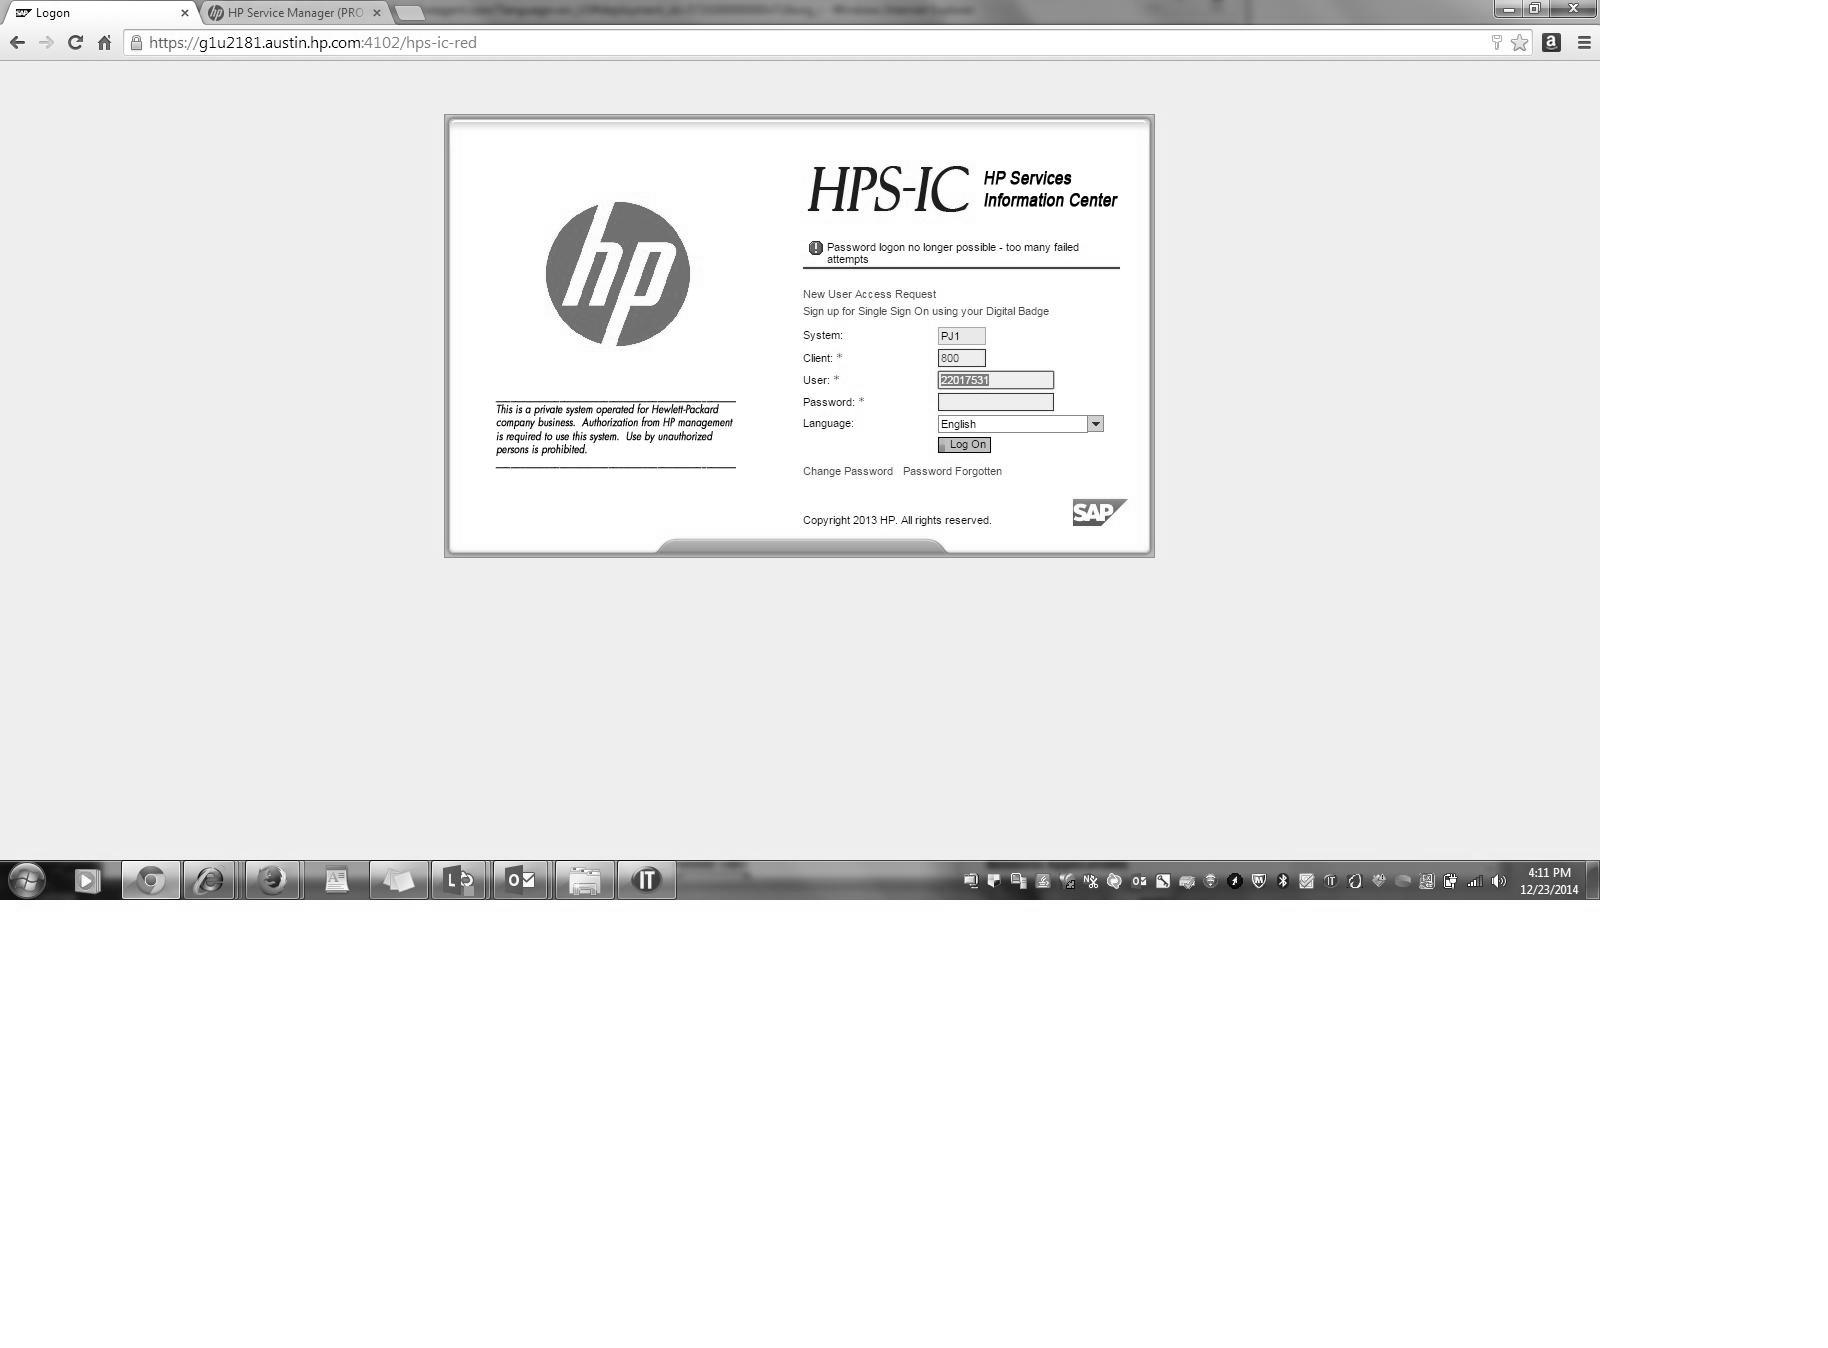 SAP Logon
hp HP Service Manager (PRO
https://g1u2181.austin.hp.com:4102/hps-ic-red
a
HPS-IC HP Services
Information Center
hp
Password logon no longer possible - too many failed
attempts
New User Access Request
Sign up for Single Sign On using your Digital Badge
System: PJ1
Client: * 800
User: * 22017531
Password: *
Language: English
Log On
This is a private system operated for Hewlett-Packard
company business. Authorization from HP management
is required to use this system. Use by unauthorized
persons is prohibited.
Change Password Password Forgotten
SAP
Copyright 2013 HP. All rights reserved.
IT
4:11 PM
12/23/2014